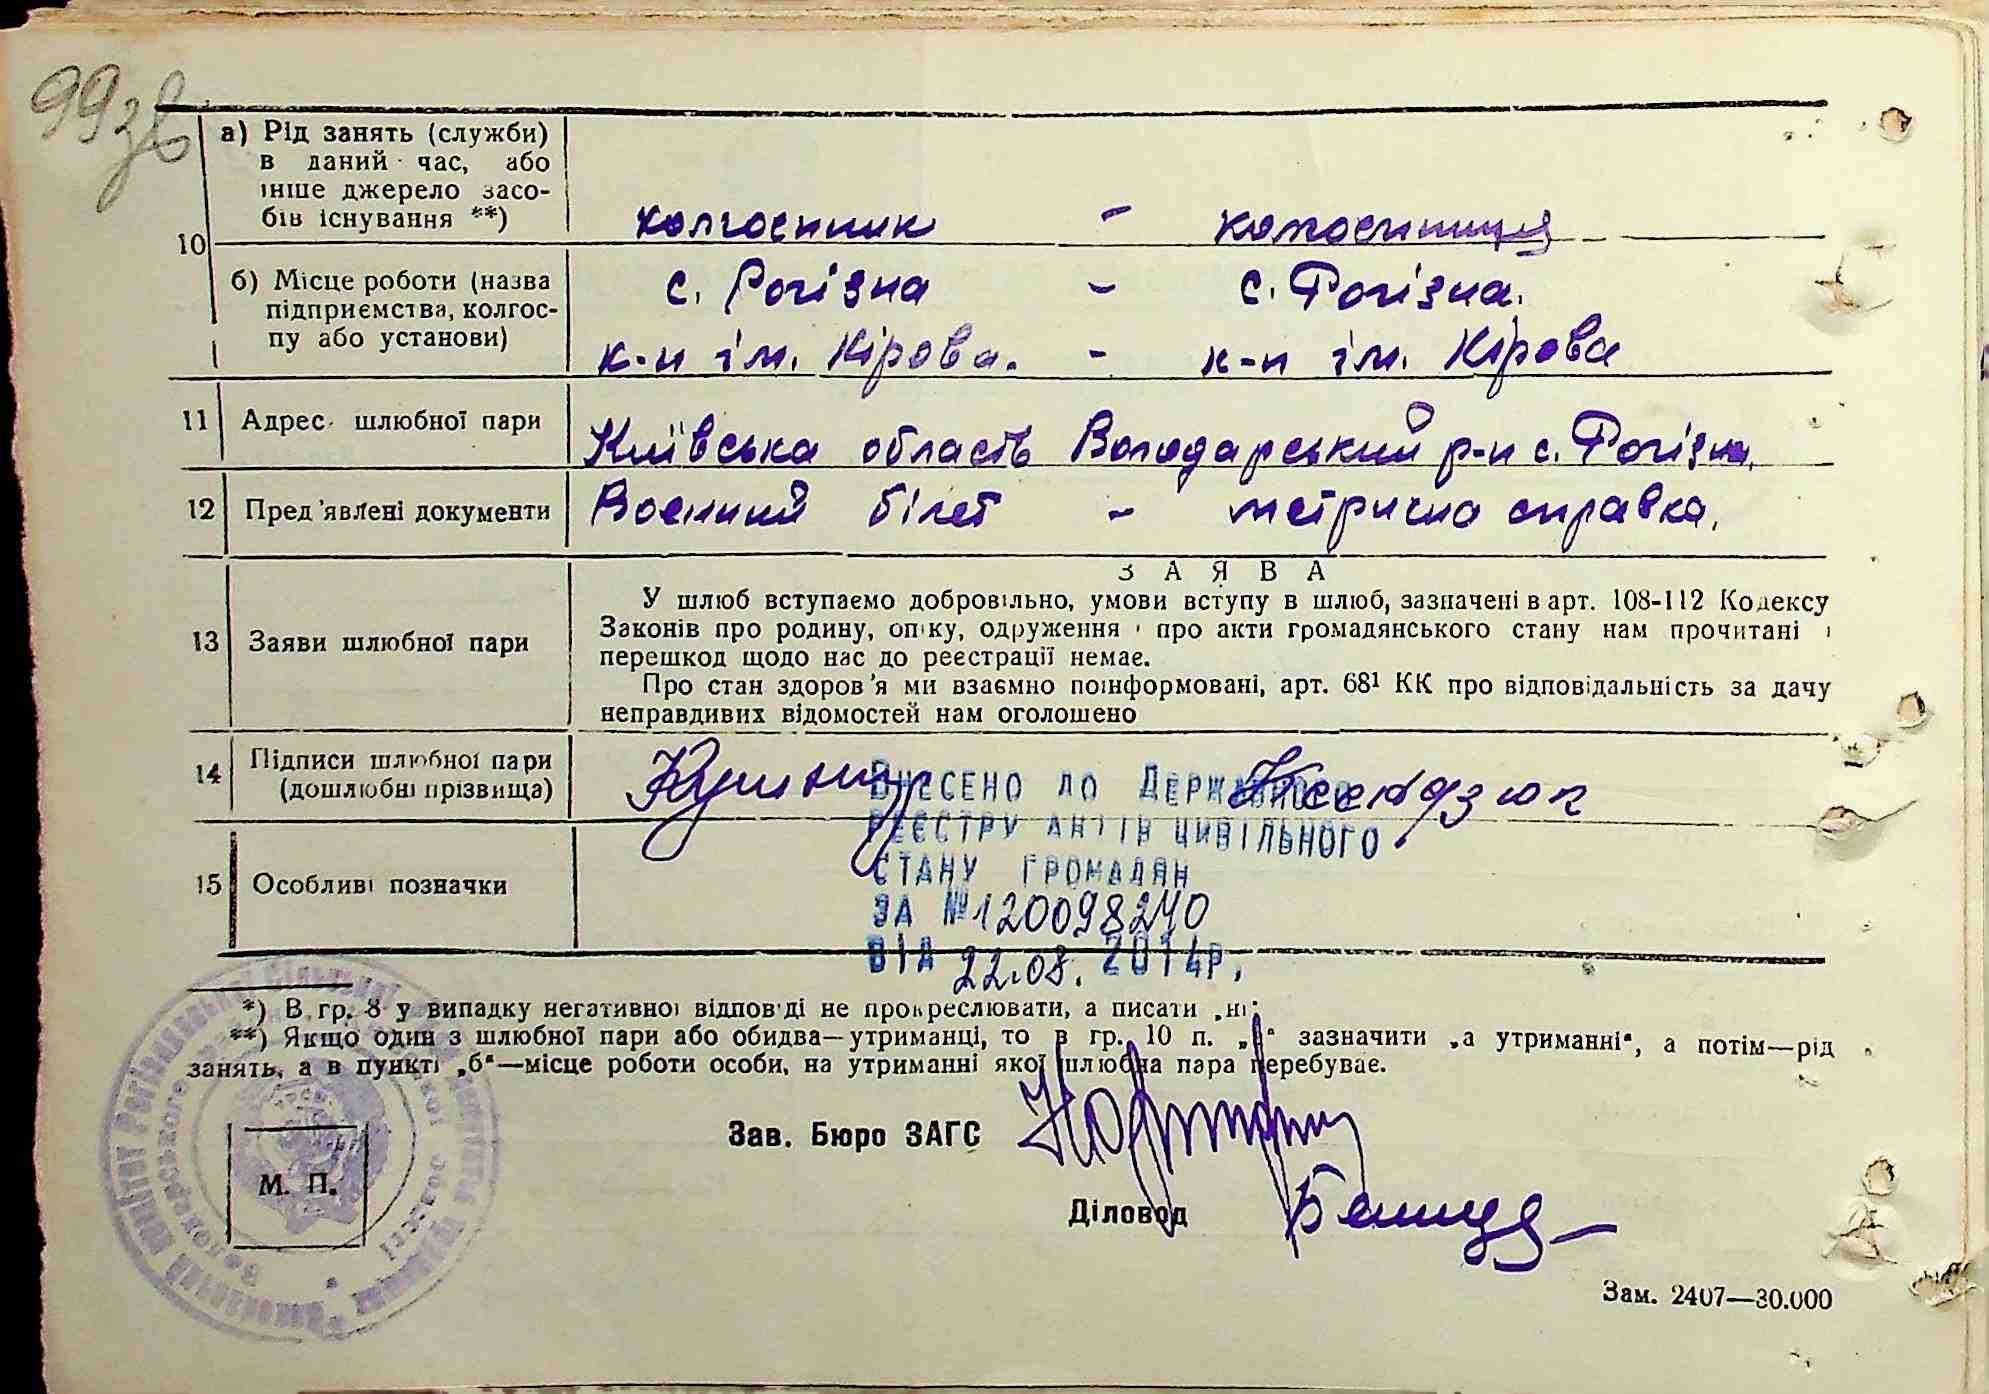 99зв
10
а) Рід занять (служби)
в даний час, або
інше джерело засо-
бів існування **)
колгоспник - колгоспниця
б) Місце роботи (назва
підприємства, колгос-
пу або установи)
с. Рогізна - с. Рогізна.
к-п ім. Кірова. - к-п ім. Кірова
11 Адрес шлюбної пари
Київська область Володарський р-н с. Рогізна.
12 Пред'явлені документи
Воєнний білет - метрична справка.
13 Заяви шлюбної пари
ЗАЯВА
У шлюб вступаємо добровільно, умови вступу в шлюб, зазначені в арт. 108-112 Кодексу
Законів про родину, опіку, одруження і про акти громадянського стану нам прочитані і
перешкод щодо нас до реєстрації немає.
Про стан здоров'я ми взаємно поінформовані, арт. 68¹ КК про відповідальність за дачу
неправдивих відомостей нам оголошено
14 Підписи шлюбної пари
(дошлюбні прізвища)
ВНЕСЕНО ДО ДЕРЖАВНОГО
РЕЄСТРУ АКТІВ ЦИВІЛЬНОГО
СТАНУ ГРОМАДЯН
ЗА №120098240
ВІД 22.08. 2014р.
15 Особливі позначки
*) В гр. 8 у випадку негативної відповіді не прокреслювати, а писати „ні“
**) Якщо один з шлюбної пари або обидва—утриманці, то в гр. 10 п. „а“ зазначити „а утриманні“, а потім—рід
занять, а в пункті „б“—місце роботи особи, на утриманні якої шлюбна пара перебуває.
Зав. Бюро ЗАГС
М. П.
Діловод
Зам. 2407—30.000